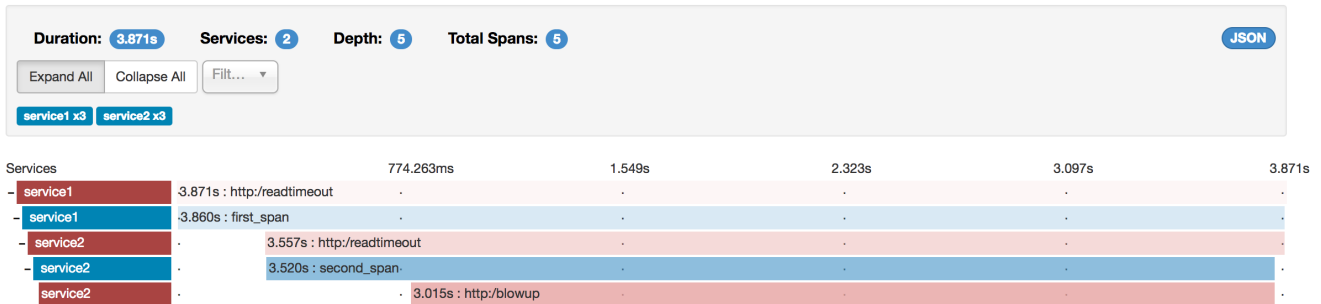 Duration: 3.871s Services: 2 Depth: 5 Total Spans: 5 JSON
Expand All Collapse All Filt...
service1 x3 service2 x3
Services 774.263ms 1.549s 2.323s 3.097s 3.871s
- service1 3.871s : http:/readtimeout
- service1 3.860s : first_span
- service2 3.557s : http:/readtimeout
- service2 3.520s : second_span
service2 3.015s : http:/blowup